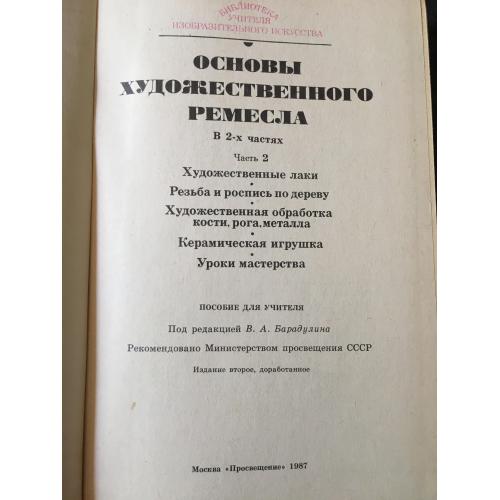 БИБЛИОТЕКА
УЧИТЕЛЯ
ИЗОБРАЗИТЕЛЬНОГО ИСКУССТВА
ОСНОВЫ
ХУДОЖЕСТВЕННОГО
РЕМЕСЛА
В 2-х частях
Часть 2
Художественные лаки
•
Резьба и роспись по дереву
•
Художественная обработка
кости, рога, металла
•
Керамическая игрушка
•
Уроки мастерства
ПОСОБИЕ ДЛЯ УЧИТЕЛЯ
Под редакцией В. А. Барадулина
Рекомендовано Министерством просвещения СССР
Издание второе, доработанное
Москва «Просвещение» 1987